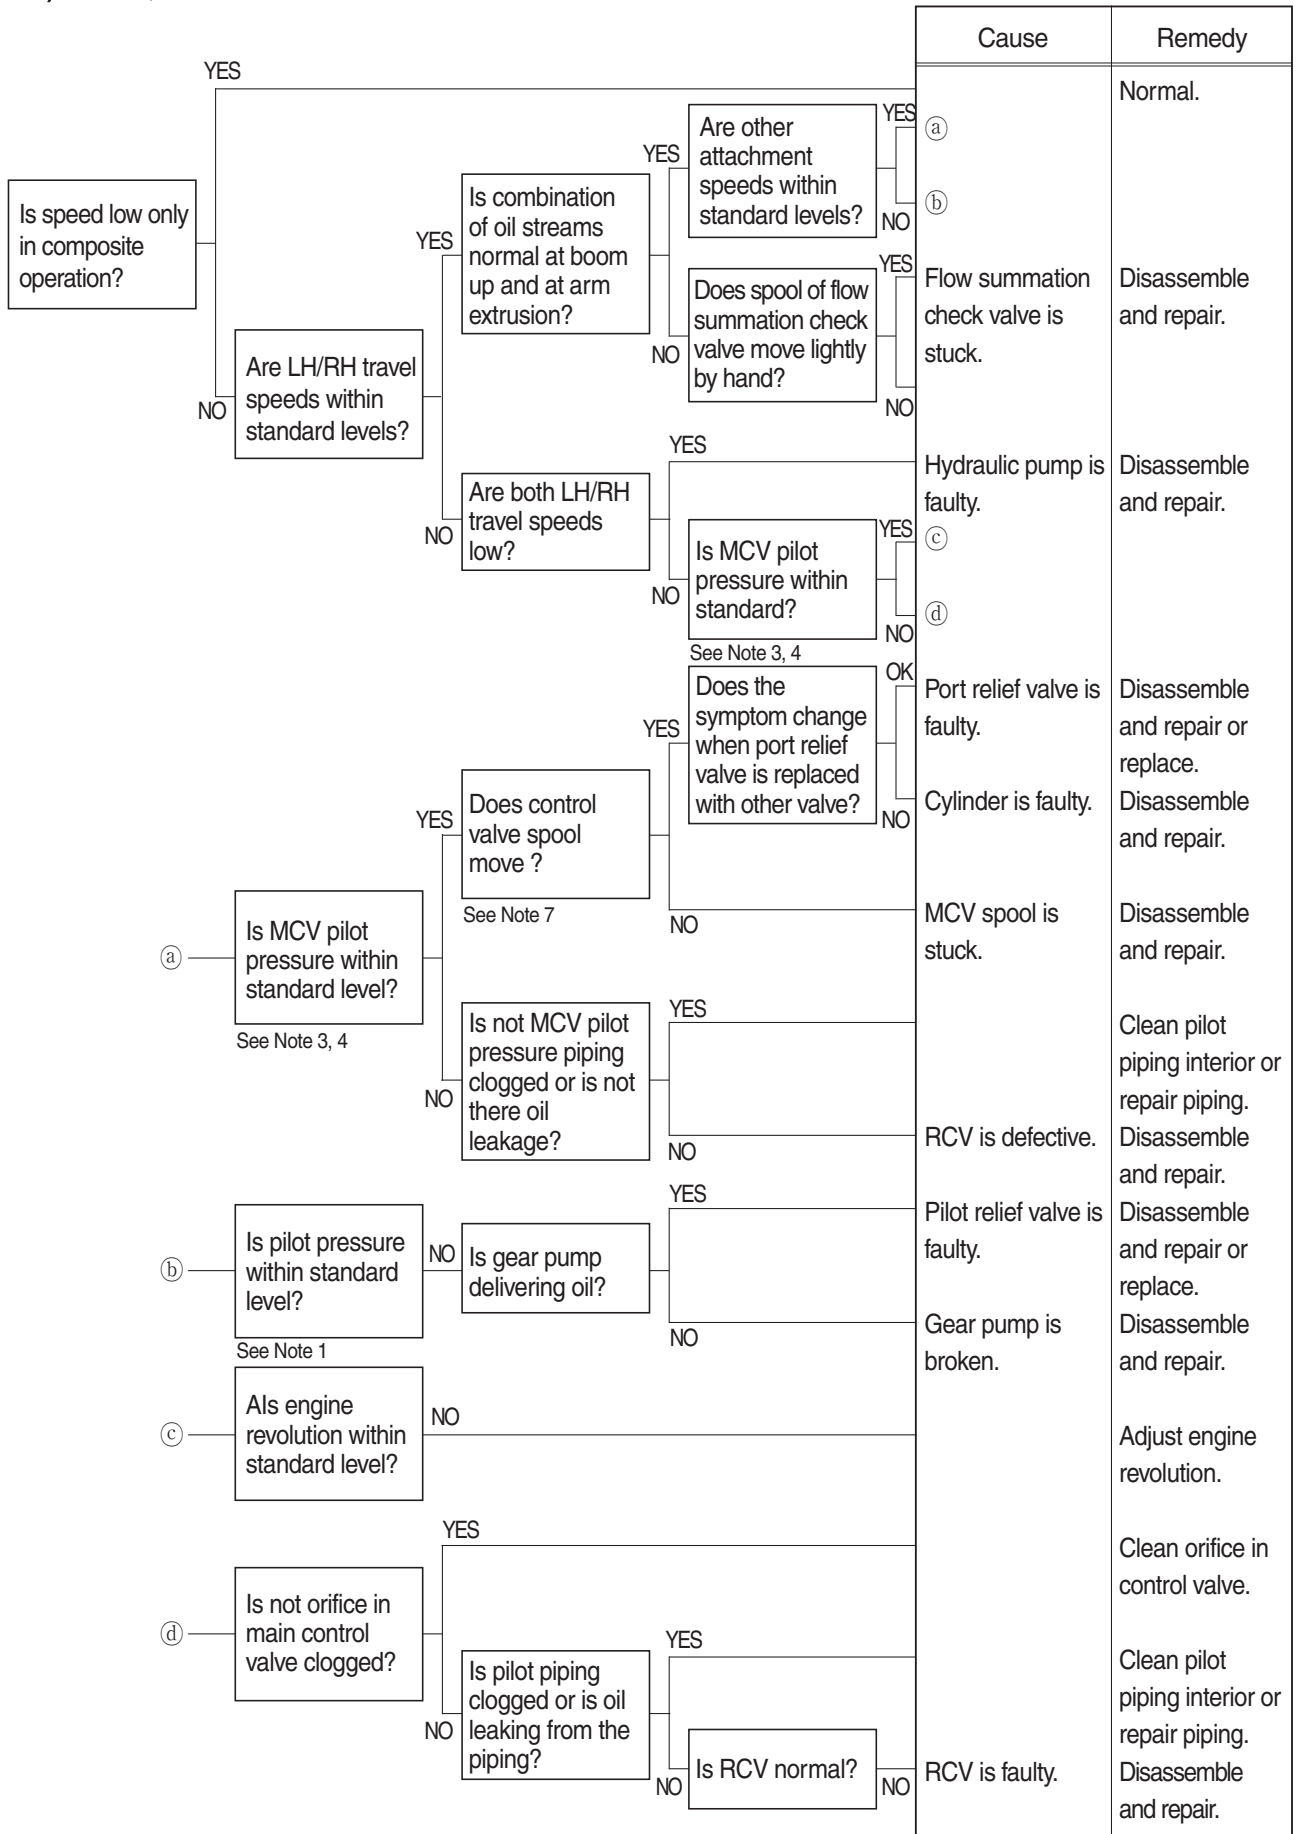 Cause
Remedy
YES
Normal.
Is speed low only
in composite
operation?
NO
Are LH/RH travel
speeds within
standard levels?
YES
Is combination
of oil streams
normal at boom
up and at arm
extrusion?
YES
Are other
attachment
speeds within
standard levels?
YES
ⓐ
NO
ⓑ
NO
Does spool of flow
summation check
valve move lightly
by hand?
YES
NO
Flow summation
check valve is
stuck.
Disassemble
and repair.
NO
Are both LH/RH
travel speeds
low?
YES
Hydraulic pump is
faulty.
Disassemble
and repair.
NO
Is MCV pilot
pressure within
standard?
See Note 3, 4
YES
ⓒ
NO
ⓓ
ⓐ
Is MCV pilot
pressure within
standard level?
See Note 3, 4
YES
Does control
valve spool
move ?
See Note 7
YES
Does the
symptom change
when port relief
valve is replaced
with other valve?
OK
Port relief valve is
faulty.
Disassemble
and repair or
replace.
NO
Cylinder is faulty.
Disassemble
and repair.
NO
MCV spool is
stuck.
Disassemble
and repair.
NO
Is not MCV pilot
pressure piping
clogged or is not
there oil
leakage?
YES
Clean pilot
piping interior or
repair piping.
NO
RCV is defective.
Disassemble
and repair.
ⓑ
Is pilot pressure
within standard
level?
See Note 1
NO
Is gear pump
delivering oil?
YES
Pilot relief valve is
faulty.
Disassemble
and repair or
replace.
NO
Gear pump is
broken.
Disassemble
and repair.
ⓒ
AIs engine
revolution within
standard level?
NO
Adjust engine
revolution.
ⓓ
Is not orifice in
main control
valve clogged?
YES
Clean orifice in
control valve.
NO
Is pilot piping
clogged or is oil
leaking from the
piping?
YES
Clean pilot
piping interior or
repair piping.
NO
Is RCV normal?
NO
RCV is faulty.
Disassemble
and repair.